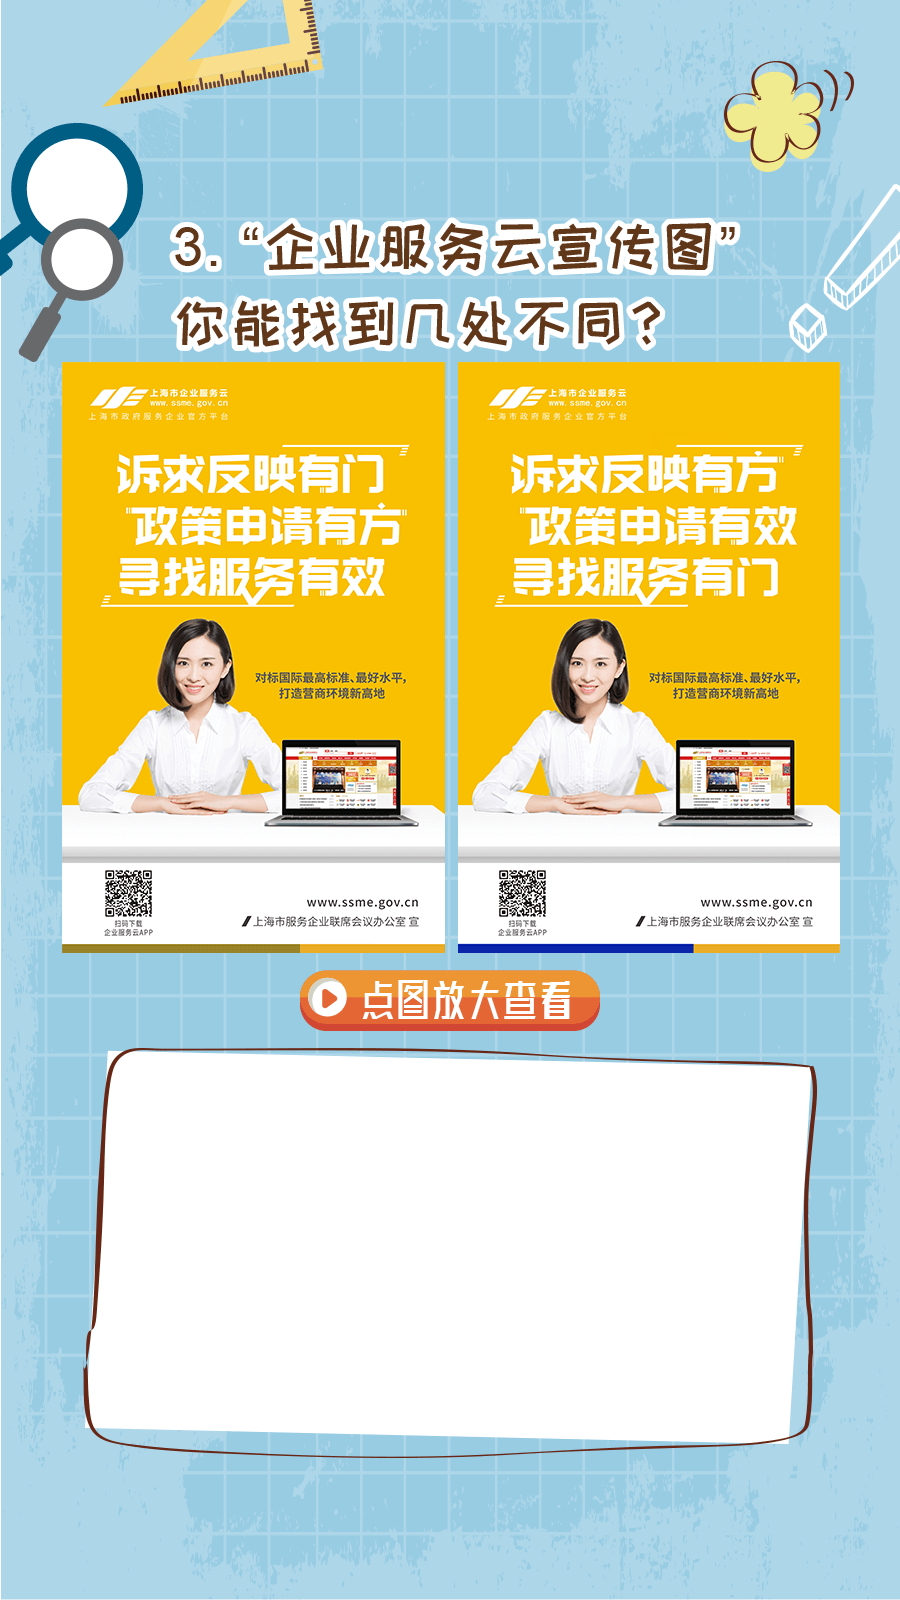 3.“企业服务云宣传图”
你能找到几处不同？
上海市企业服务云
www.ssme.gov.cn
上海市政府服务企业官方平台
诉求反映有门
政策申请有方
寻找服务有效
对标国际最高标准、最好水平，
打造营商环境新高地
www.ssme.gov.cn
扫码下载
企业服务云APP
上海市服务企业联席会议办公室 宣
上海市企业服务云
www.ssme.gov.cn
上海市政府服务企业官方平台
诉求反映有方
政策申请有效
寻找服务有门
对标国际最高标准、最好水平，
打造营商环境新高地
www.ssme.gov.cn
扫码下载
企业服务云APP
上海市服务企业联席会议办公室 宣
点图放大查看